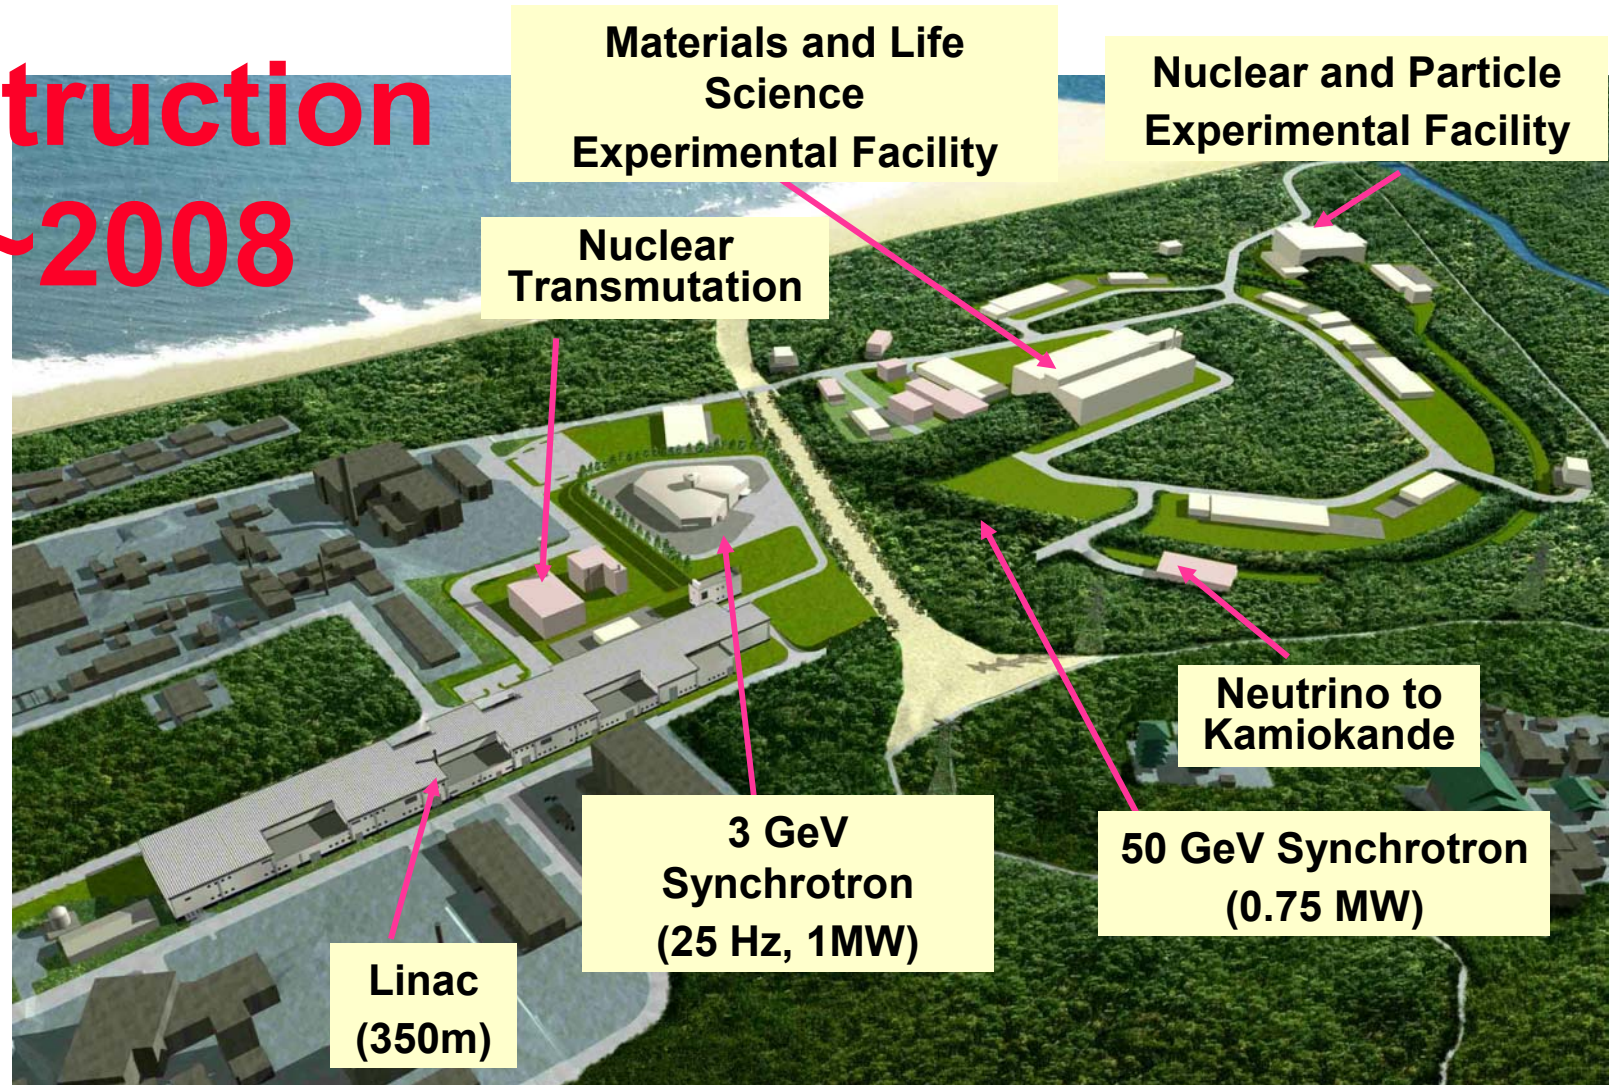 truction
~2008
Materials and Life
Science
Experimental Facility
Nuclear and Particle
Experimental Facility
Nuclear
Transmutation
Neutrino to
Kamiokande
3 GeV
Synchrotron
(25 Hz, 1MW)
50 GeV Synchrotron
(0.75 MW)
Linac
(350m)